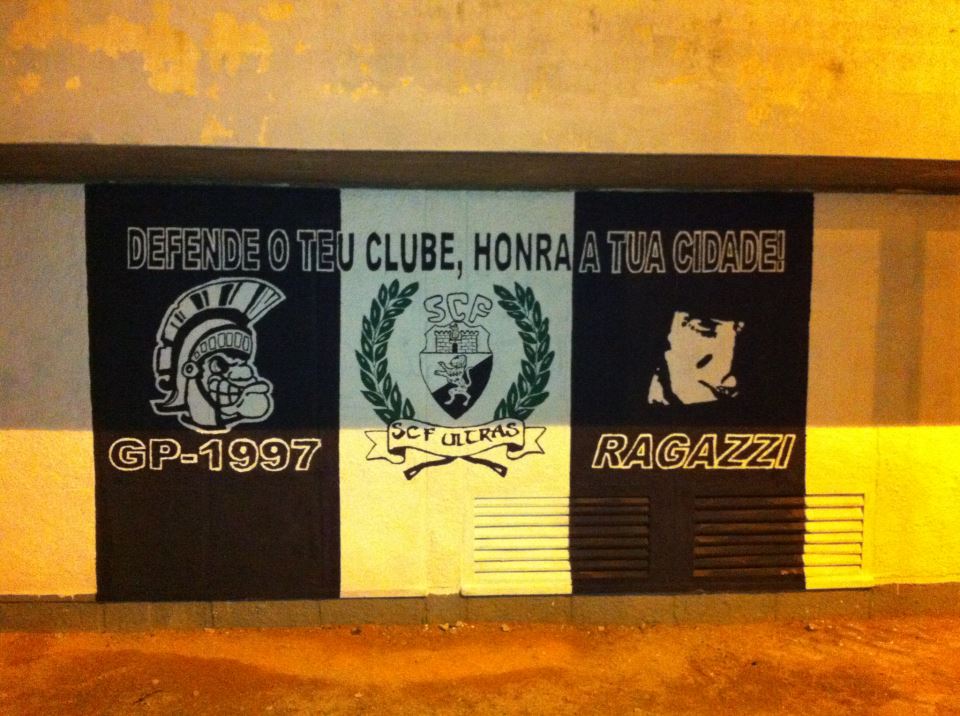 DEFENDE O TEU CLUBE, HONRA A TUA CIDADE!
SCF
SCF ULTRAS
GP-1997
RAGAZZI